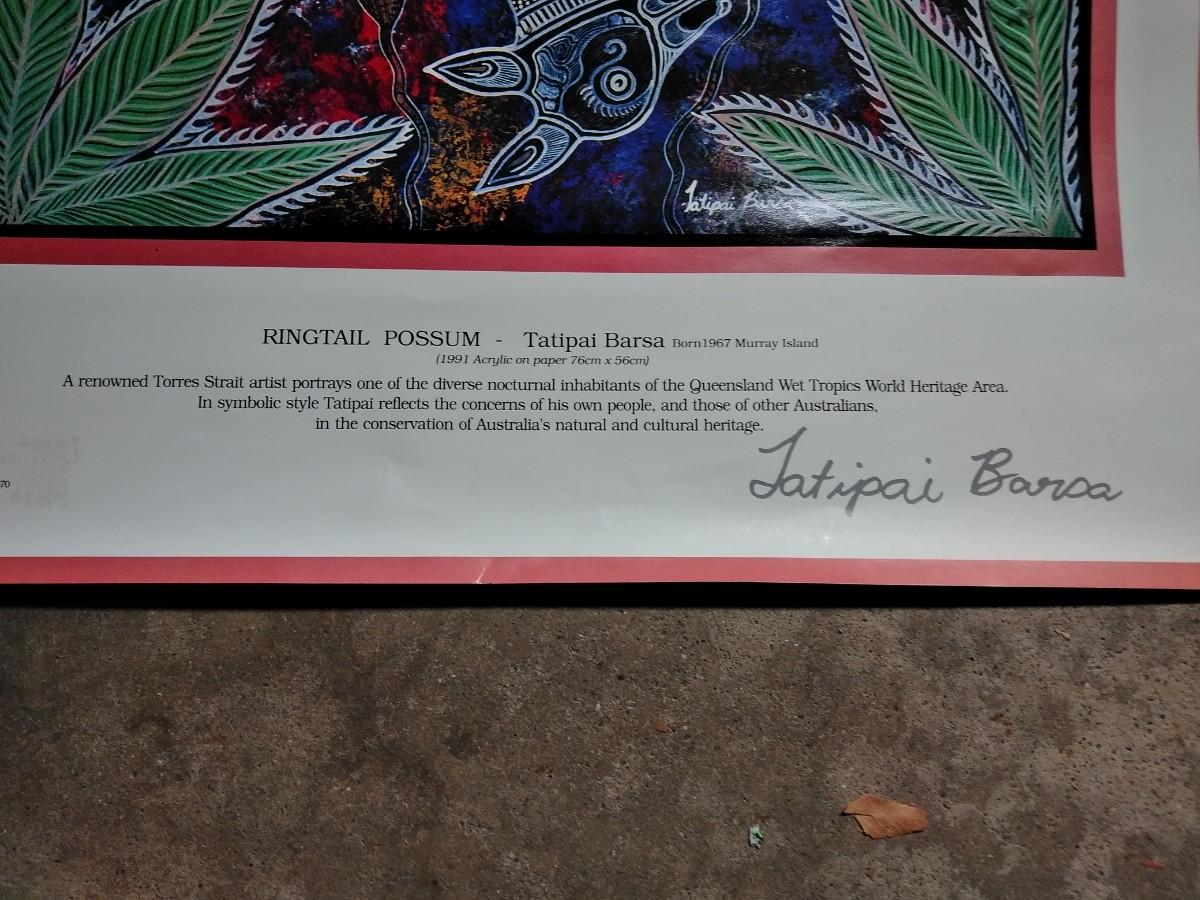 Tatipai Barsa
RINGTAIL POSSUM - Tatipai Barsa Born1967 Murray Island
(1991 Acrylic on paper 76cm x 56cm)
A renowned Torres Strait artist portrays one of the diverse nocturnal inhabitants of the Queensland Wet Tropics World Heritage Area.
In symbolic style Tatipai reflects the concerns of his own people, and those of other Australians,
in the conservation of Australia's natural and cultural heritage.
Tatipai Barsa
70